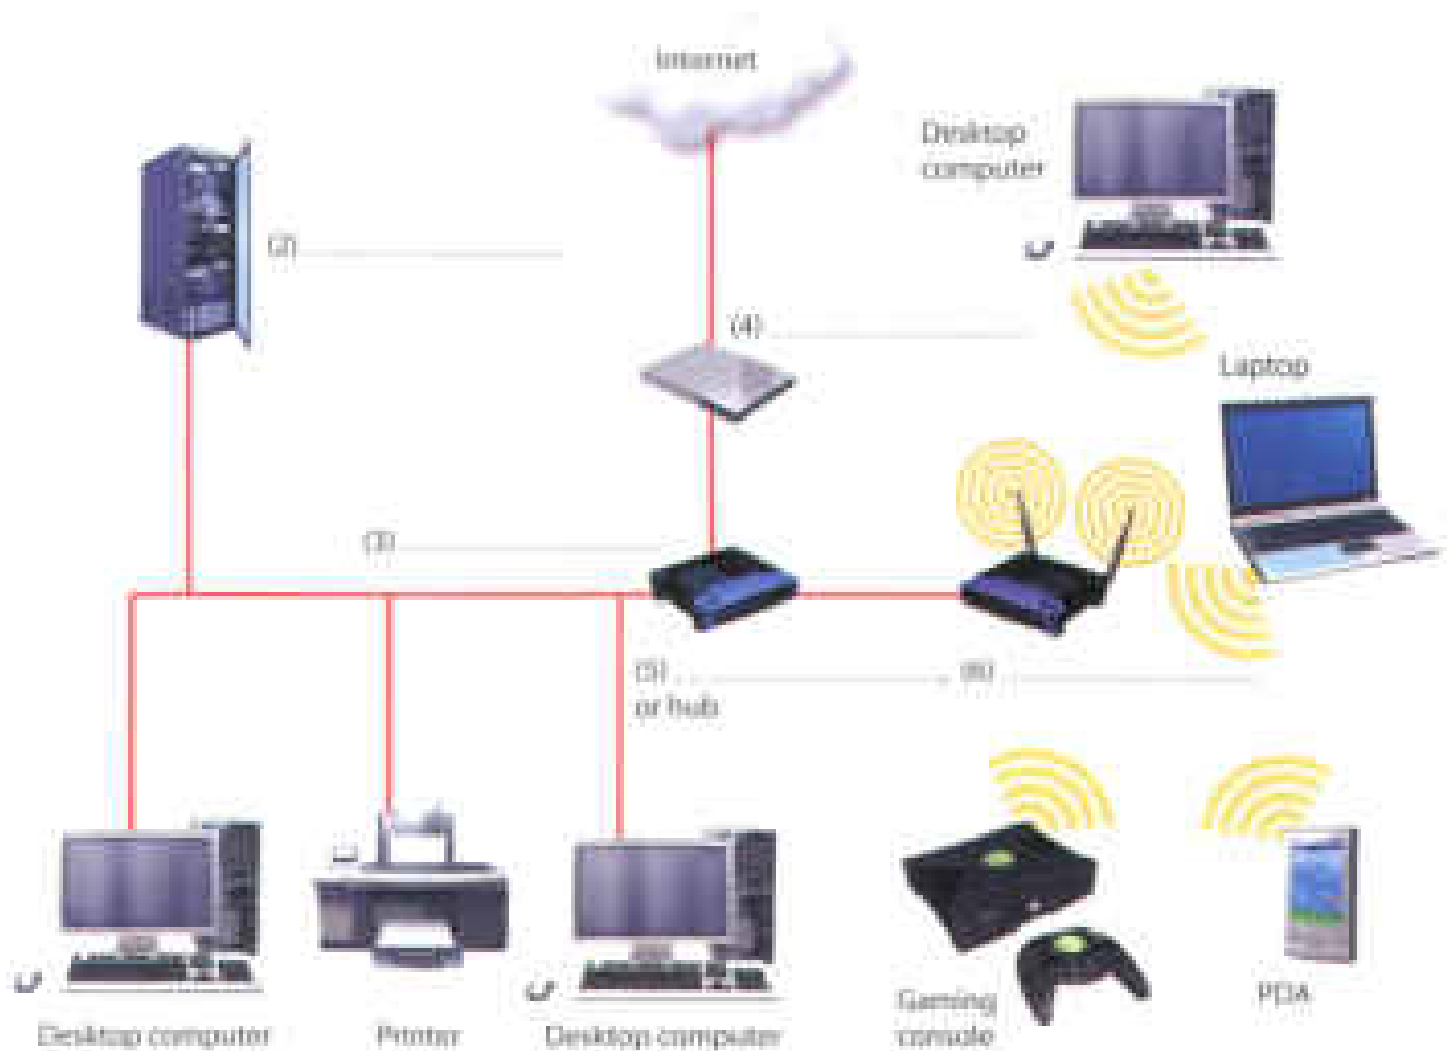 Internet
Desktop
computer
(2)
(4)
Laptop
(3)
(5)
or hub
(6)
Desktop computer
Printer
Desktop computer
Gaming
console
PDA